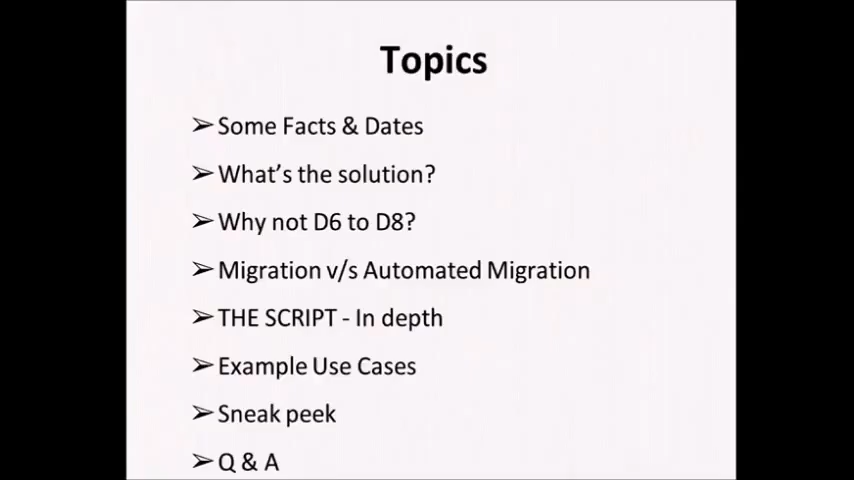 Topics
➢Some Facts & Dates
➢What's the solution?
➢Why not D6 to D8?
➢Migration v/s Automated Migration
➢THE SCRIPT - In depth
➢Example Use Cases
➢Sneak peek
➢Q & A